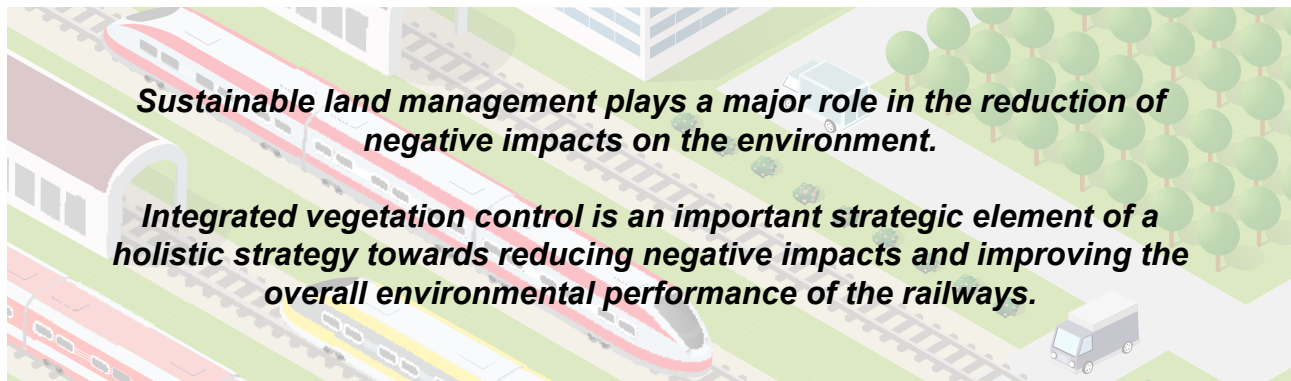 Sustainable land management plays a major role in the reduction of
negative impacts on the environment.
Integrated vegetation control is an important strategic element of a
holistic strategy towards reducing negative impacts and improving the
overall environmental performance of the railways.